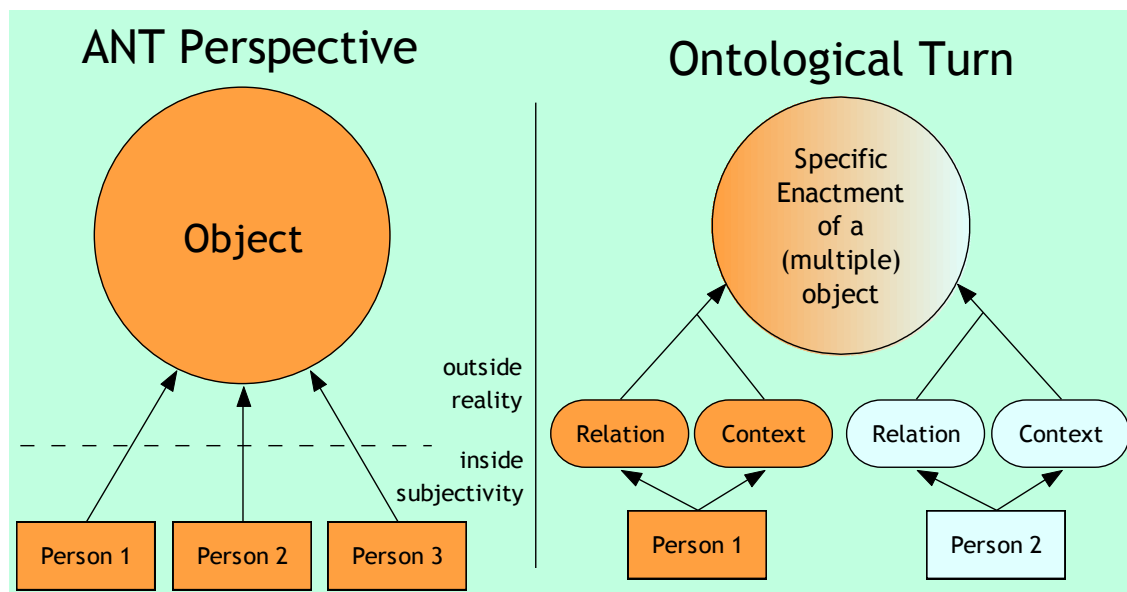 ANT Perspective
Object
outside
reality
inside
subjectivity
Person 1
Person 2
Person 3
Ontological Turn
Specific
Enactment
of a
(multiple)
object
Relation
Context
Relation
Context
Person 1
Person 2